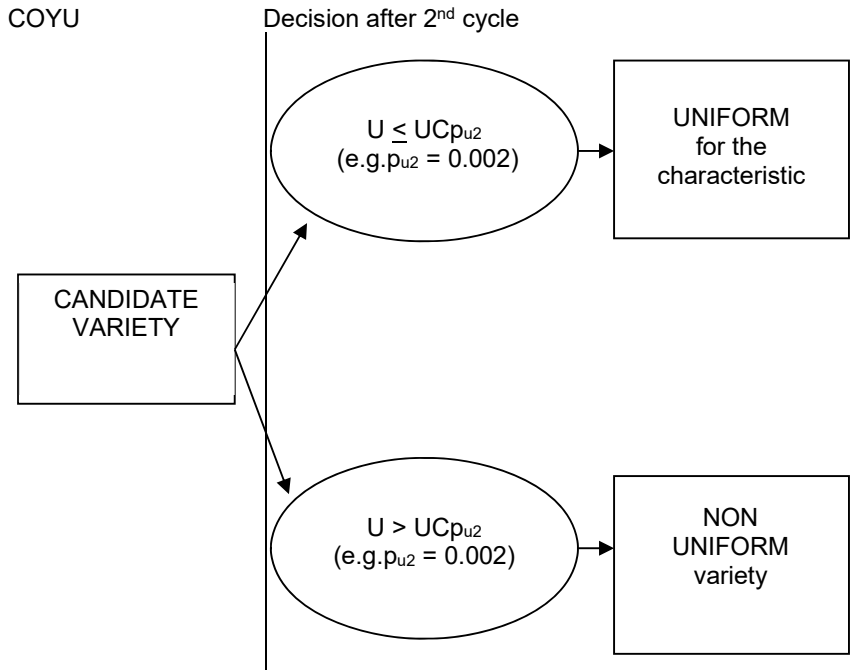 COYU
Decision after 2nd cycle
U ≤ UCpu2
(e.g.pu2 = 0.002)
UNIFORM
for the
characteristic
CANDIDATE
VARIETY
U > UCpu2
(e.g.pu2 = 0.002)
NON
UNIFORM
variety